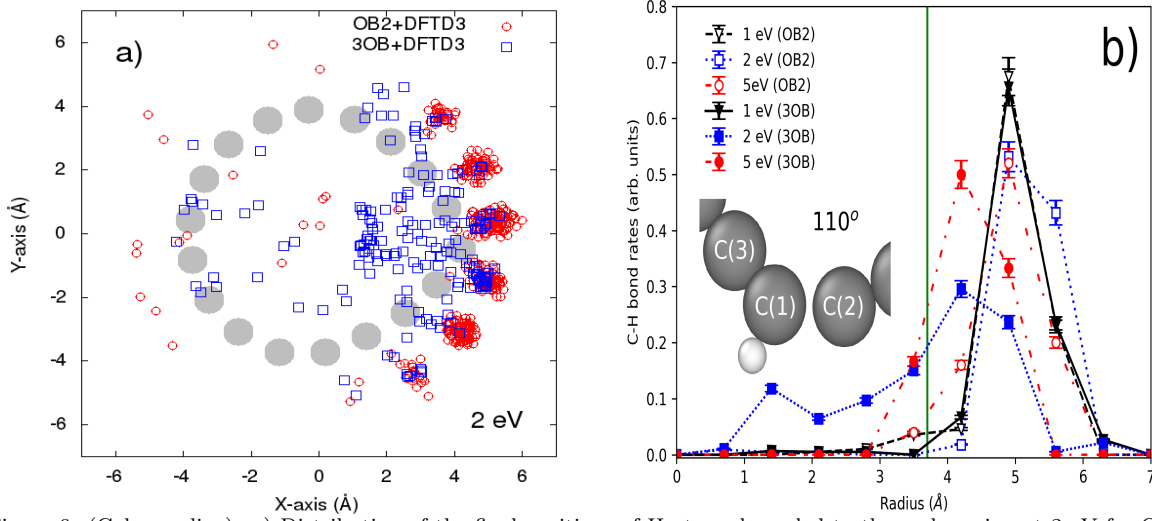 a)
OB2+DFTD3
3OB+DFTD3
6
4
2
0
-2
-4
-6
Y-axis (Å)
2 eV
-6 -4 -2 0 2 4 6
X-axis (Å)
b)
1 eV (OB2)
2 eV (OB2)
5eV (OB2)
1 eV (3OB)
2 eV (3OB)
5 eV (3OB)
0.8
0.7
0.6
0.5
0.4
0.3
0.2
0.1
0.0
C-H bond rates (arb. units)
110º
C(3)
C(1)
C(2)
0 1 2 3 4 5 6 7
Radius (Å)